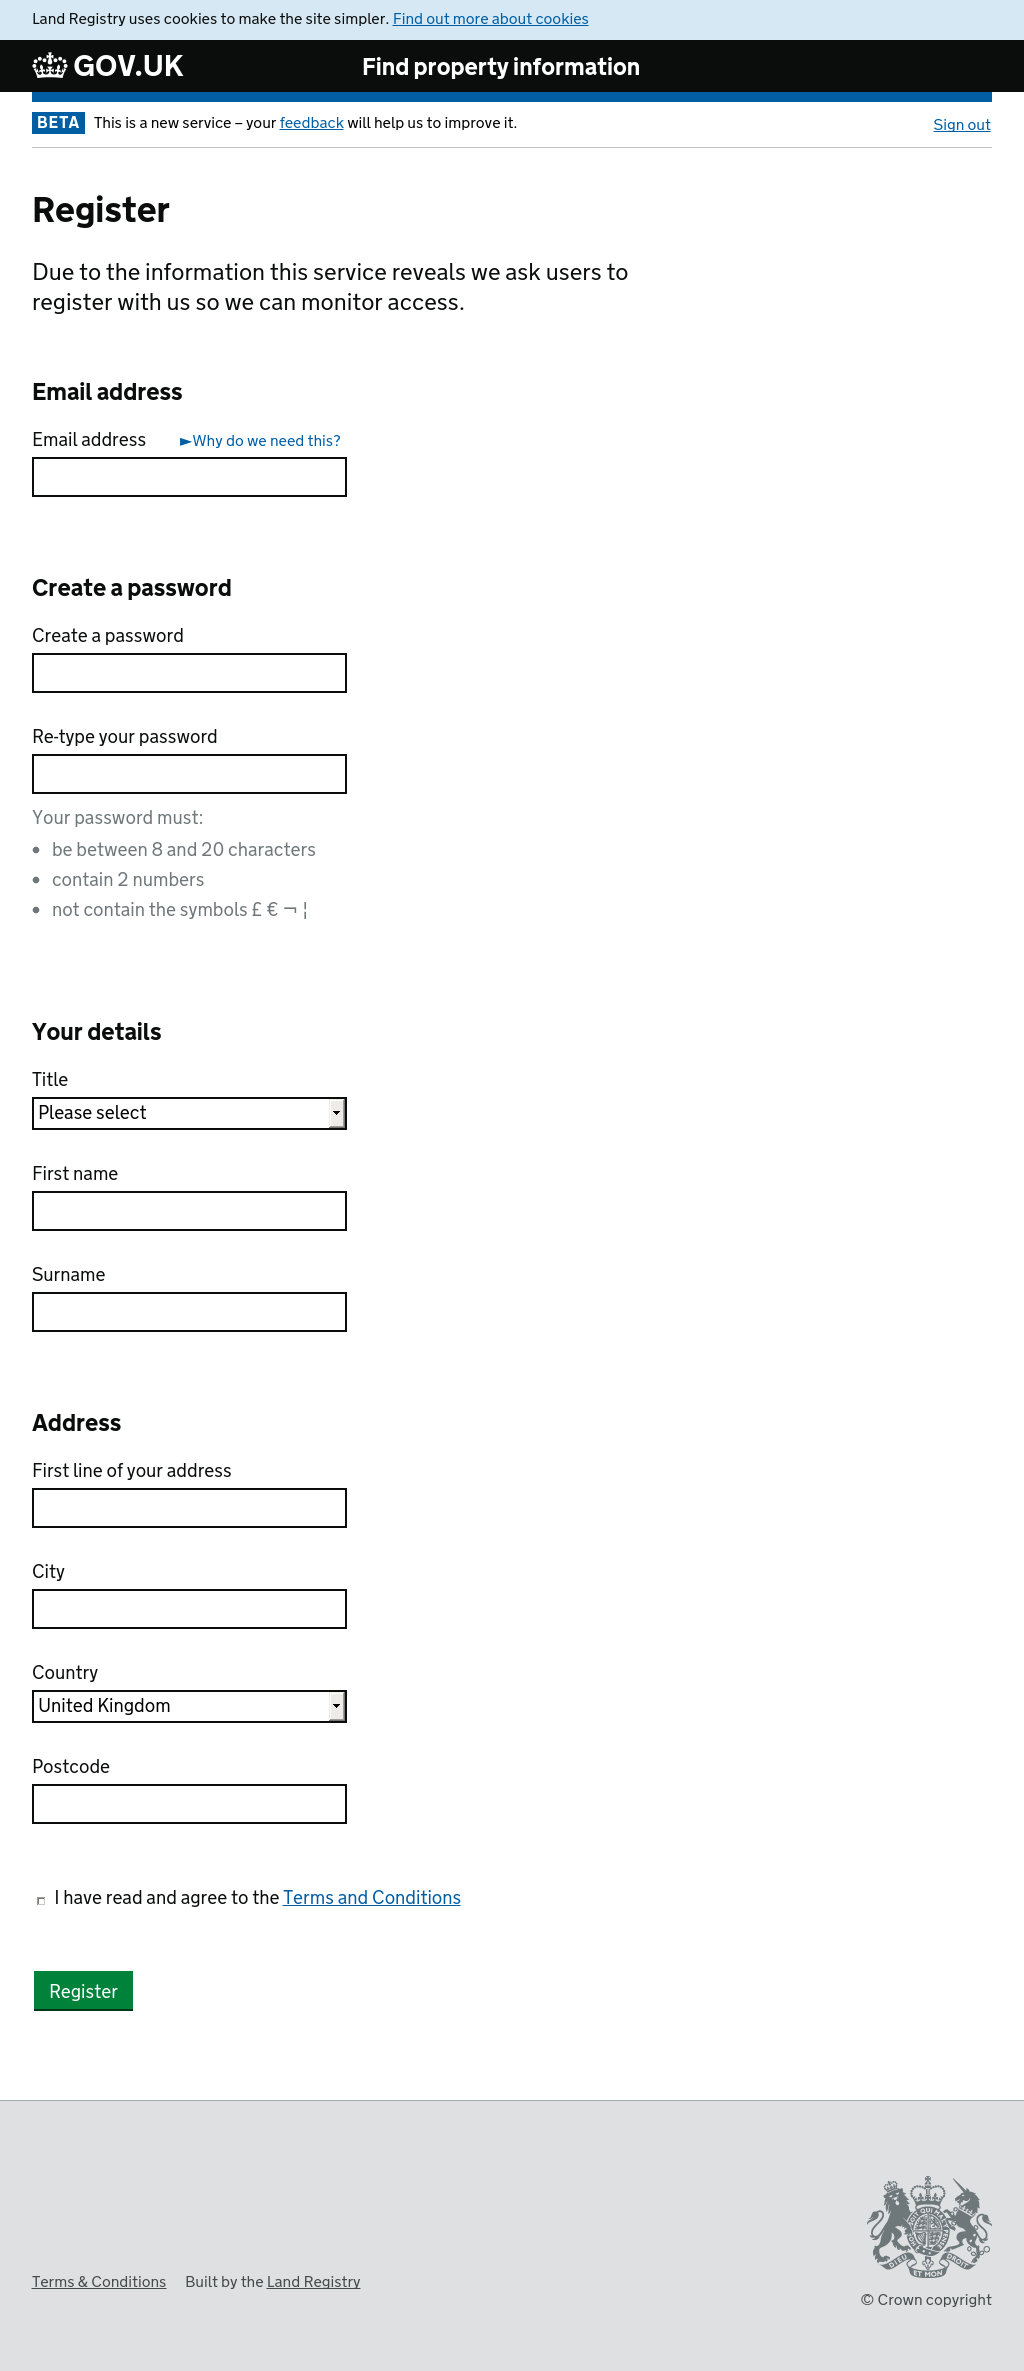 Land Registry uses cookies to make the site simpler. Find out more about cookies
GOV.UK
Find property information
BETA This is a new service – your feedback will help us to improve it.
Sign out
Register
Due to the information this service reveals we ask users to
register with us so we can monitor access.
Email address
Email address ►Why do we need this?
Create a password
Create a password
Re-type your password
Your password must:
• be between 8 and 20 characters
• contain 2 numbers
• not contain the symbols £ € ¬ ¦
Your details
Title
Please select
First name
Surname
Address
First line of your address
City
Country
United Kingdom
Postcode
I have read and agree to the Terms and Conditions
Register
Terms & Conditions Built by the Land Registry
DIEU ET MON DROIT
© Crown copyright